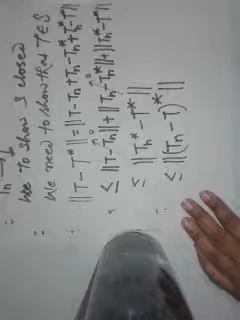 ∴ Tn → T
We To show S closed
We need to show that T∈S
∴ ||T-T*|| = ||T-Tn+Tn-Tn*+Tn*-T*||
≤ ||T-Tn||+||Tn-Tn*||+||Tn*-T*||
≤ ||Tn*-T*||
≤ ||(Tn-T)*||